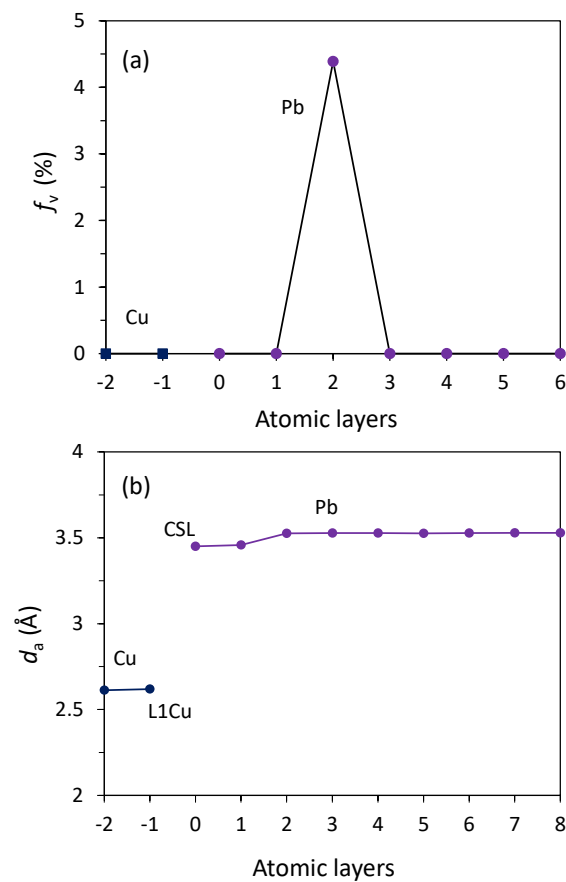 5
(a)
4
Pb
3
f_v (%)
2
1
Cu
0
-2 -1 0 1 2 3 4 5 6
Atomic layers
4
(b)
Pb
CSL
3.5
d_a (Å)
3
Cu
L1Cu
2.5
2
-2 -1 0 1 2 3 4 5 6 7 8
Atomic layers